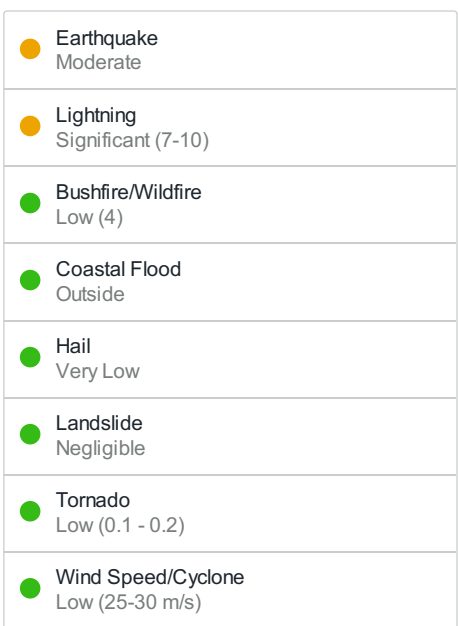 Earthquake
Moderate
Lightning
Significant (7-10)
Bushfire/Wildfire
Low (4)
Coastal Flood
Outside
Hail
Very Low
Landslide
Negligible
Tornado
Low (0.1 - 0.2)
Wind Speed/Cyclone
Low (25-30 m/s)